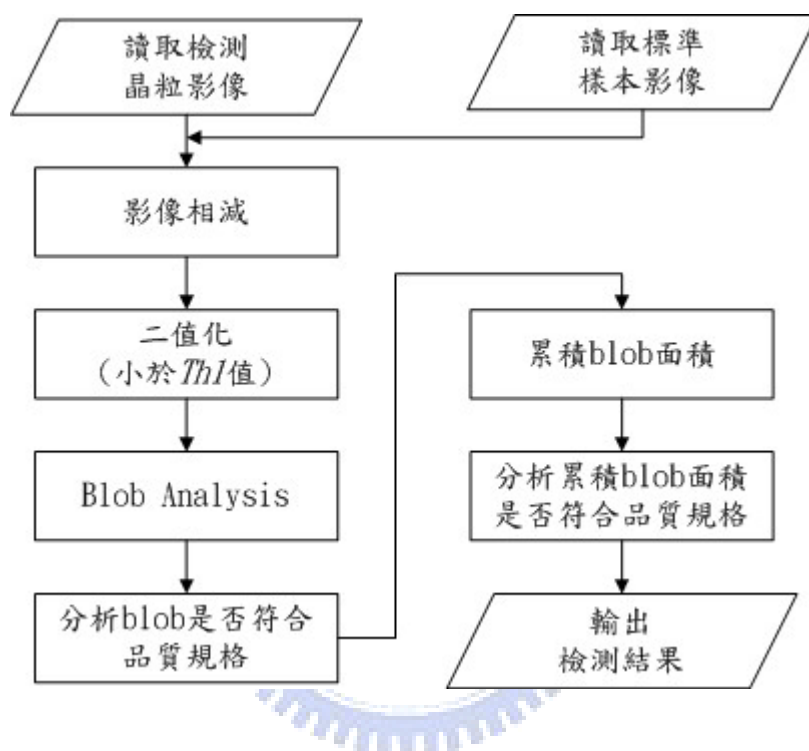 讀取檢測
晶粒影像
讀取標準
樣本影像
影像相減
二值化
(小於Th1值)
Blob Analysis
分析blob是否符合
品質規格
累積blob面積
分析累積blob面積
是否符合品質規格
輸出
檢測結果